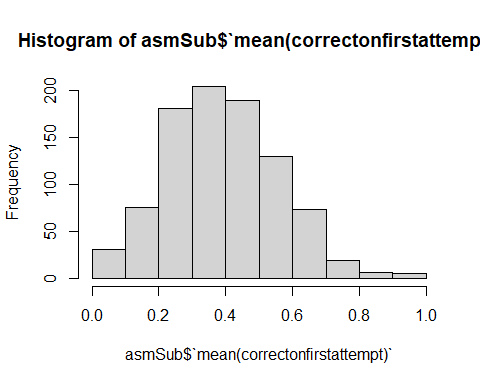 Histogram of asmSub$`mean(correctonfirstattemp
Frequency
200
150
100
50
0
0.0 0.2 0.4 0.6 0.8 1.0
asmSub$`mean(correctonfirstattempt)`